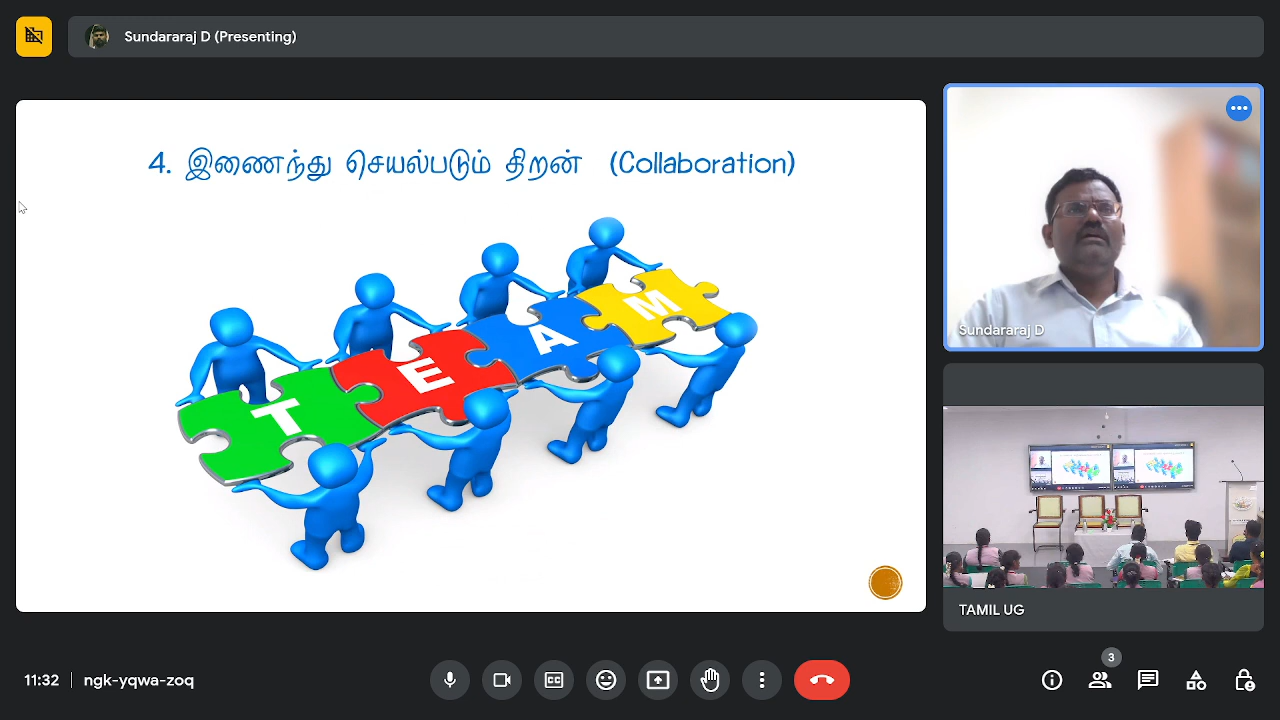 Sundararaj D (Presenting)
4. இணைந்து செயல்படும் திறன் (Collaboration)
T E A M
Sundararaj D
TAMIL UG
11:32 | ngk-yqwa-zoq
3